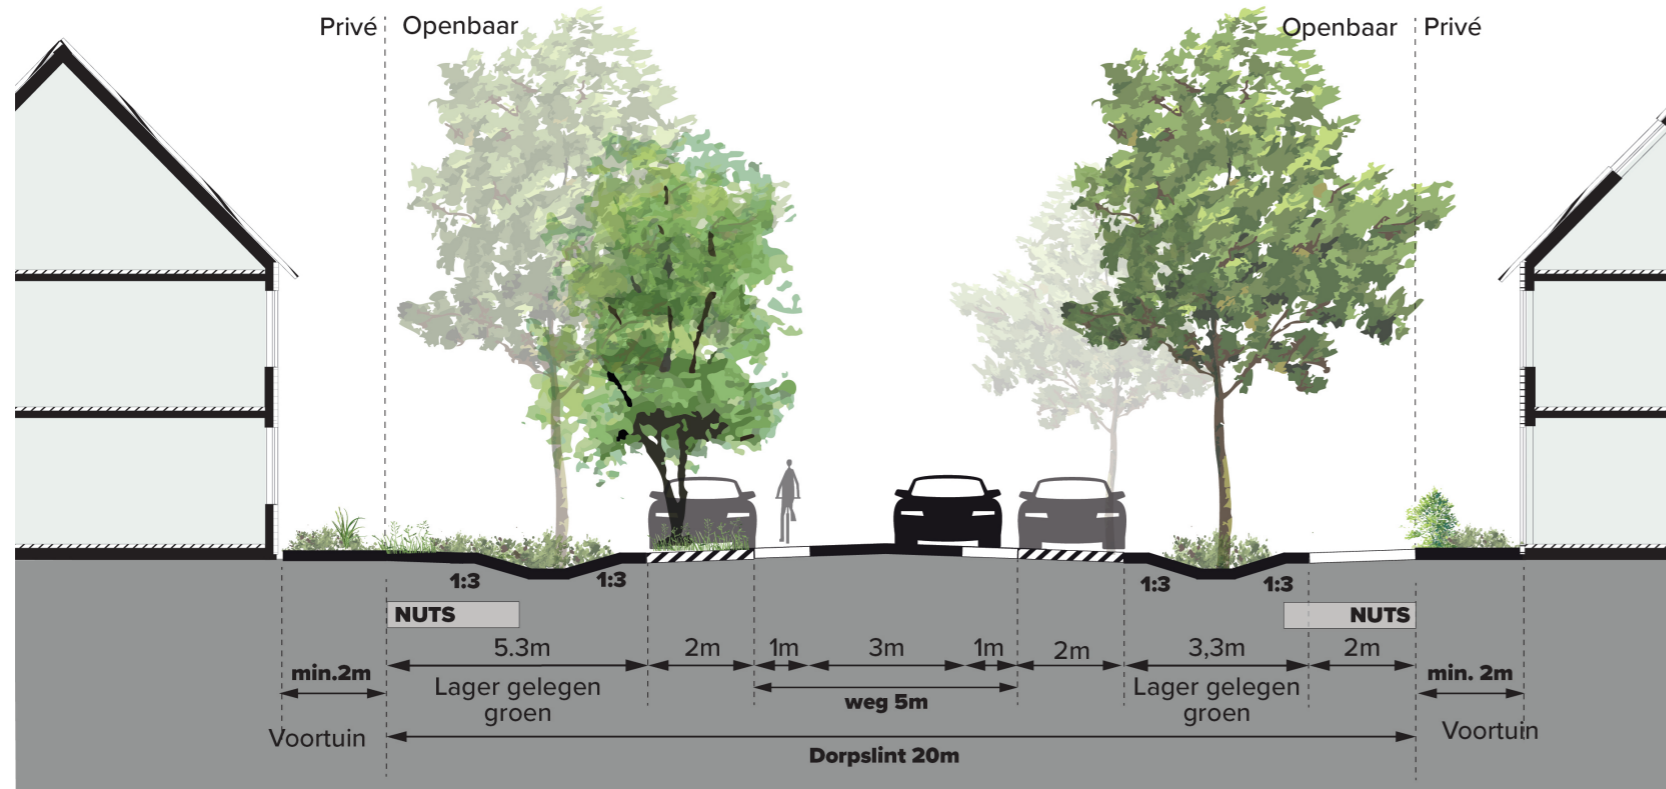 Privé
Openbaar
Openbaar
Privé
1:3
1:3
1:3
1:3
NUTS
NUTS
5.3m
2m
1m
3m
1m
2m
3,3m
2m
min.2m
min. 2m
Lager gelegen
groen
weg 5m
Lager gelegen
groen
Voortuin
Voortuin
Dorpslint 20m